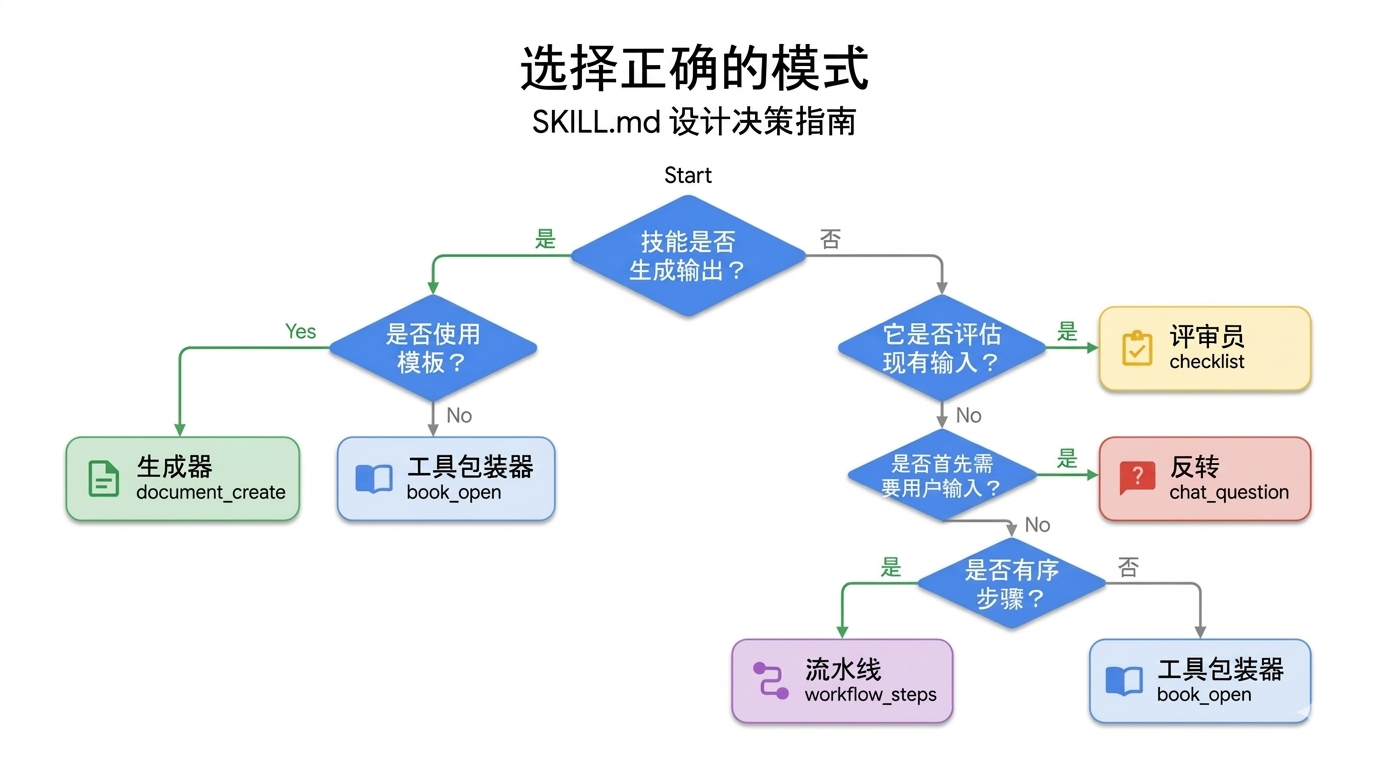 选择正确的模式
SKILL.md 设计决策指南
Start
技能是否
生成输出？
是
否
是否使用
模板？
Yes
No
生成器
document_create
工具包装器
book_open
它是否评估
现有输入？
是
No
评审员
checklist
是否首先需
要用户输入？
是
No
反转
chat_question
是否有序
步骤？
是
否
流水线
workflow_steps
工具包装器
book_open